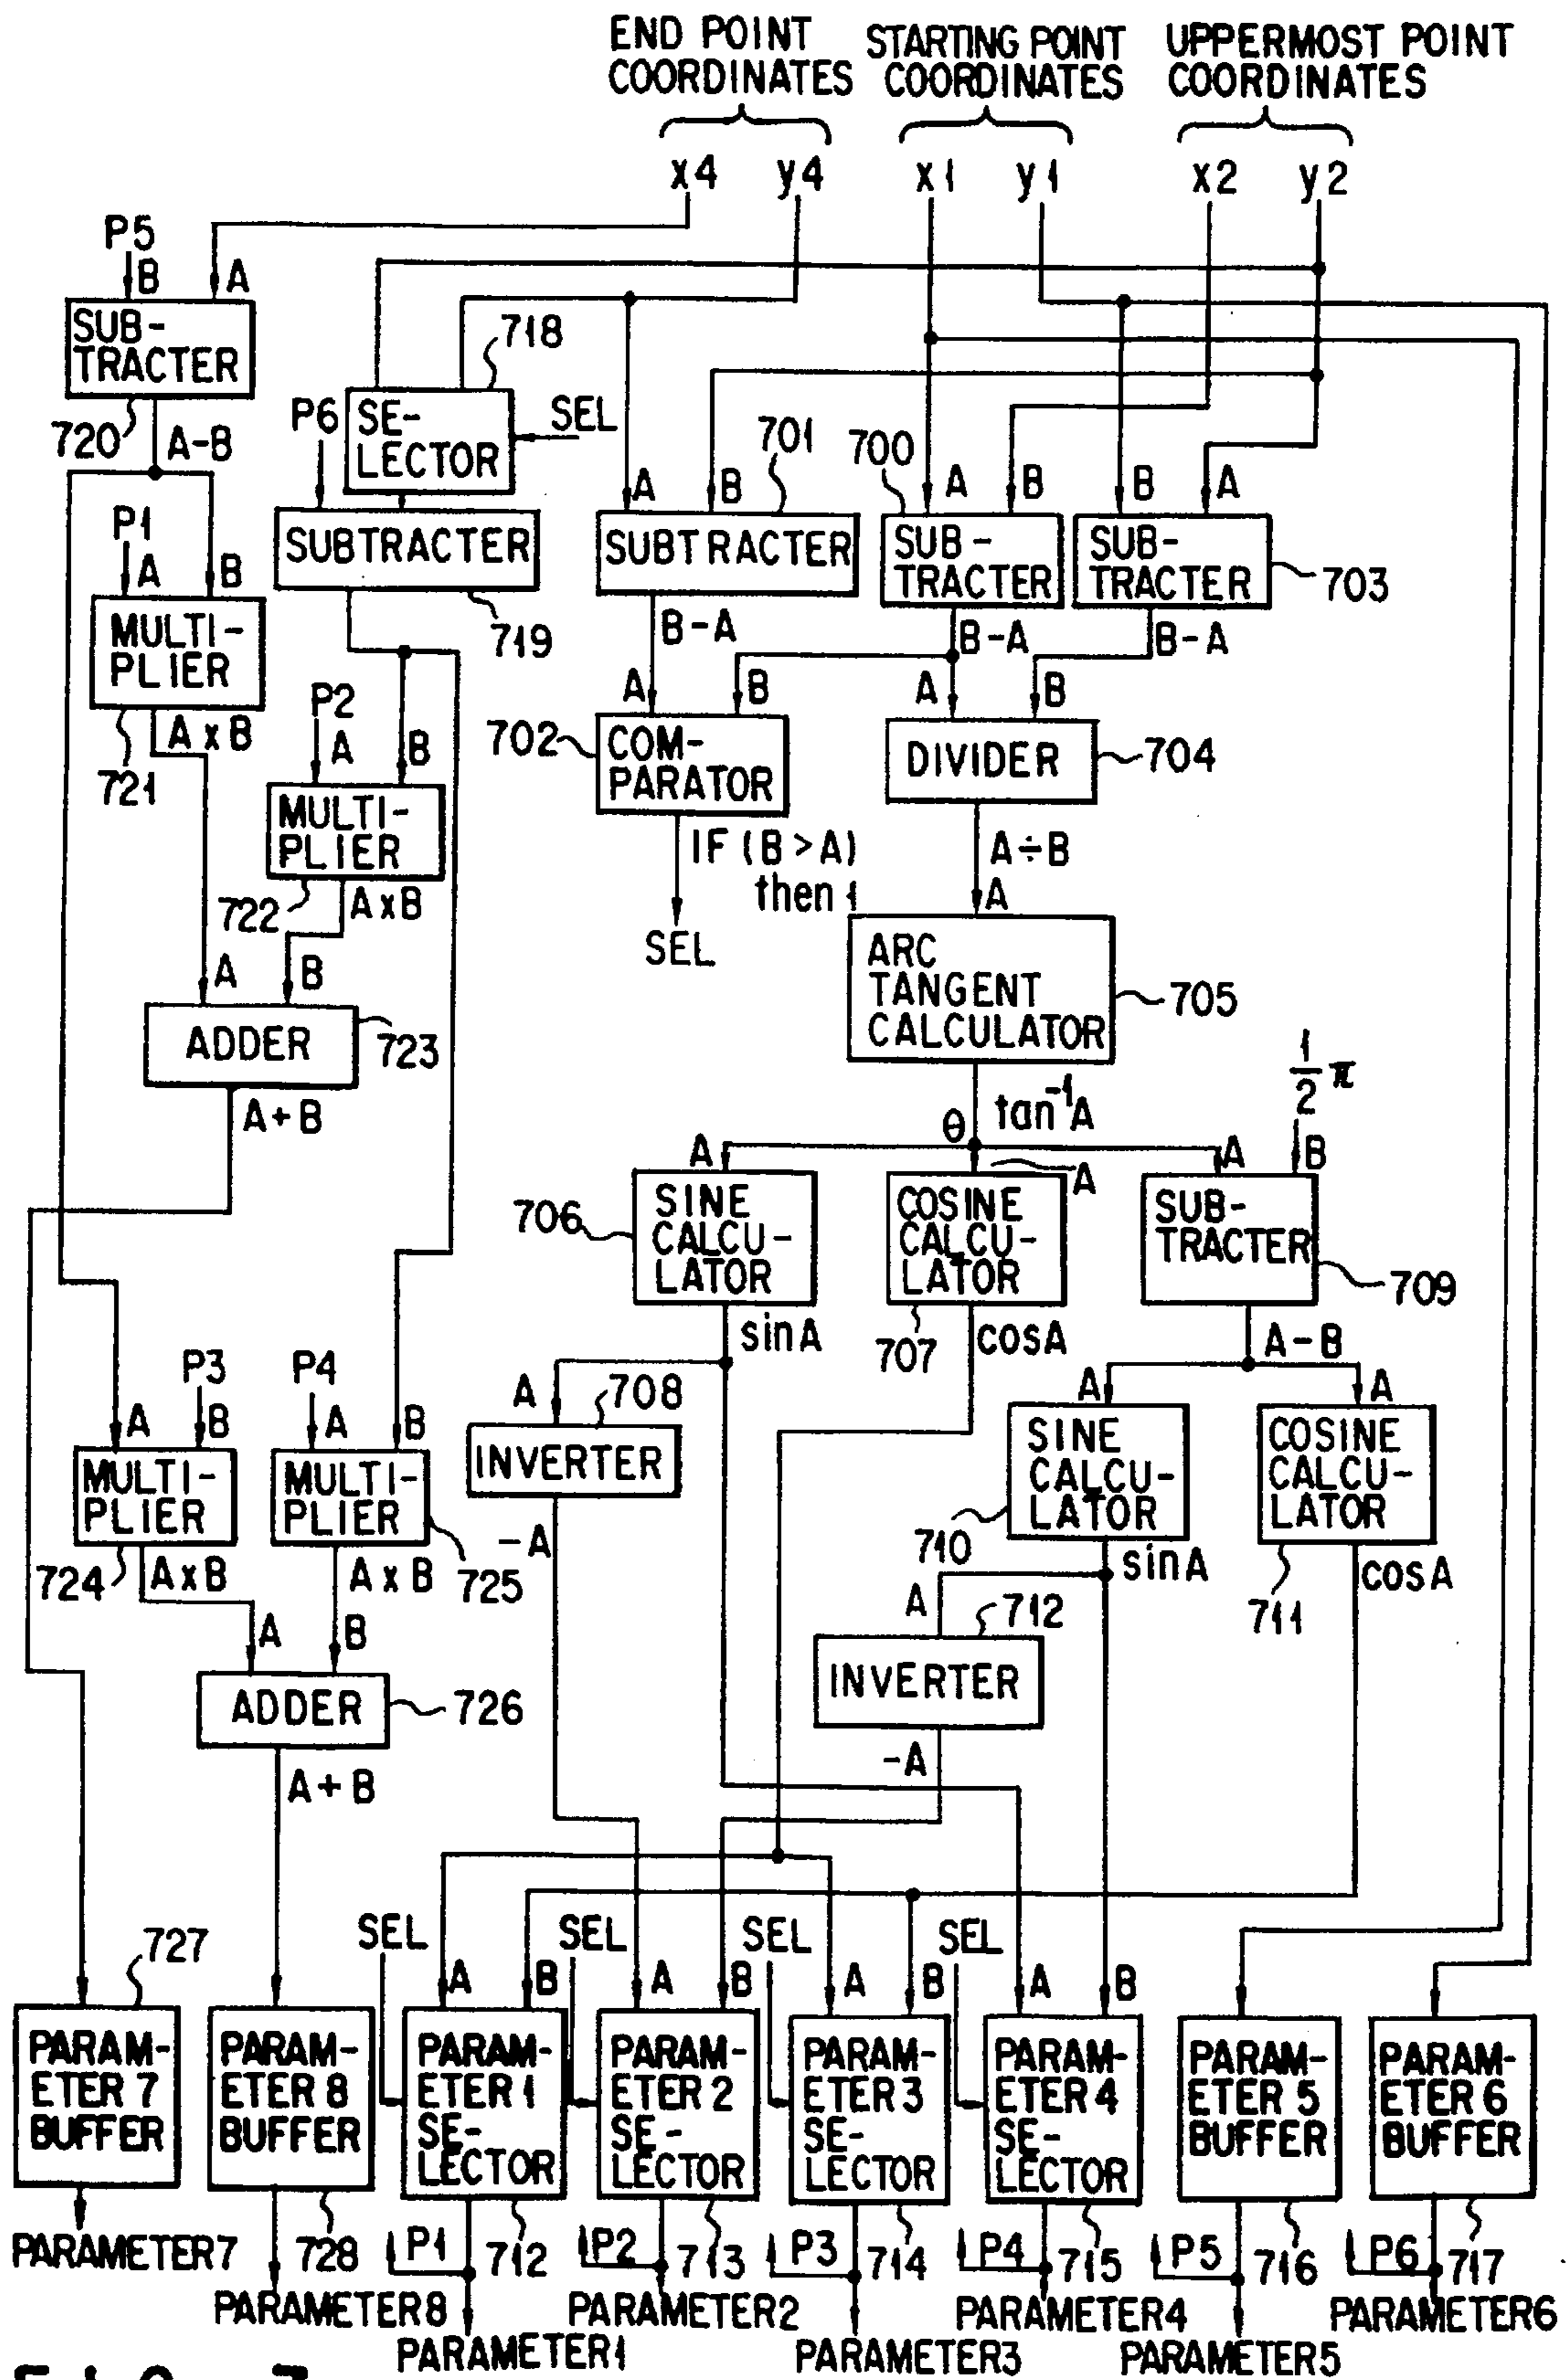 END POINT
COORDINATES
STARTING POINT
COORDINATES
UPPERMOST POINT
COORDINATES
x4
y4
x1
y1
x2
y2
P5
B
A
SUB-
TRACTER
720
A-B
718
P6
SE-
LECTOR
SEL
SUBTRACTER
719
701
A
B
SUBTRACTER
B-A
700
A
B
SUB-
TRACTER
B-A
B
A
SUB-
TRACTER
703
B-A
P1
A
B
MULTI-
PLIER
721
AxB
P2
A
B
MULTI-
PLIER
722
AxB
A
B
702
COM-
PARATOR
IF (B>A)
then 1
SEL
A
B
DIVIDER
704
A÷B
A
ARC
TANGENT
CALCULATOR
705
A
B
ADDER
723
A+B
θ
tan⁻¹A
1/2 π
A
706
SINE
CALCU-
LATOR
sinA
A
COSINE
CALCU-
LATOR
707
cosA
A
B
SUB-
TRACTER
709
A-B
P3
A
B
MULTI-
PLIER
724
AxB
P4
A
B
MULTI-
PLIER
725
AxB
A
708
INVERTER
-A
A
SINE
CALCU-
LATOR
710
sinA
A
COSINE
CALCU-
LATOR
711
cosA
A
712
INVERTER
-A
A
B
ADDER
726
A+B
727
PARAM-
ETER 7
BUFFER
PARAMETER7
PARAM-
ETER 8
BUFFER
728
PARAMETER8
SEL
A
B
PARAM-
ETER 1
SE-
LECTOR
P1
712
PARAMETER1
SEL
A
B
PARAM-
ETER 2
SE-
LECTOR
P2
713
PARAMETER2
SEL
A
B
PARAM-
ETER 3
SE-
LECTOR
P3
714
PARAMETER3
SEL
A
B
PARAM-
ETER 4
SE-
LECTOR
P4
715
PARAMETER4
PARAM-
ETER 5
BUFFER
P5
716
PARAMETER5
PARAM-
ETER 6
BUFFER
P6
717
PARAMETER6